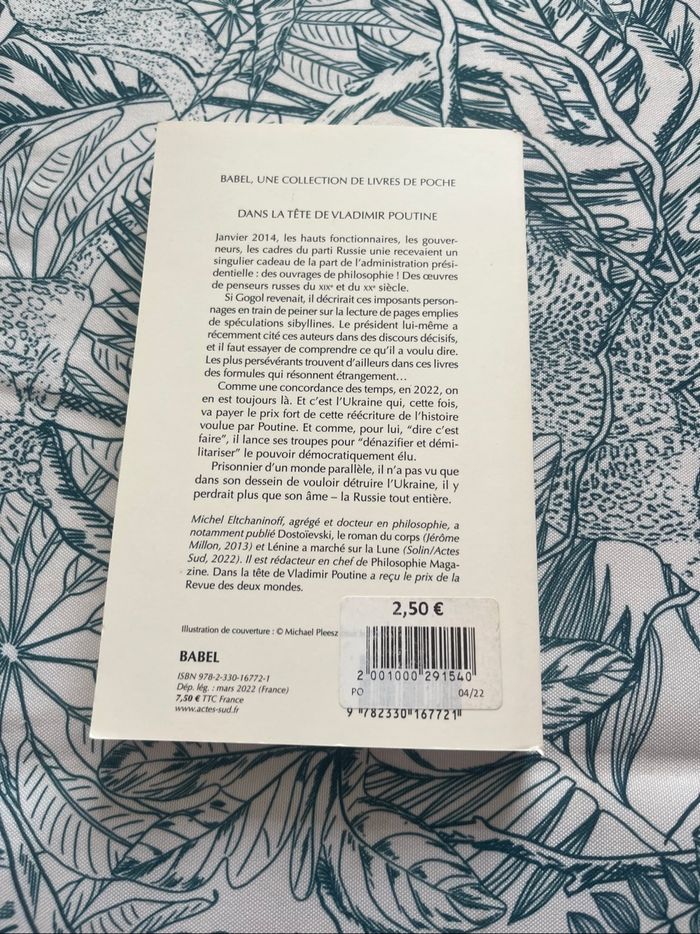 BABEL, UNE COLLECTION DE LIVRES DE POCHE
DANS LA TÊTE DE VLADIMIR POUTINE
Janvier 2014, les hauts fonctionnaires, les gouver-
neurs, les cadres du parti Russie unie recevaient un
singulier cadeau de la part de l'administration prési-
dentielle : des ouvrages de philosophie ! Des œuvres
de penseurs russes du XIXe et du XXe siècle.
Si Gogol revenait, il décrirait ces imposants person-
nages en train de peiner sur la lecture de pages emplies
de spéculations sibyllines. Le président lui-même a
récemment cité ces auteurs dans des discours décisifs,
et il faut essayer de comprendre ce qu'il a voulu dire.
Les plus persévérants trouvent d'ailleurs dans ces livres
des formules qui résonnent étrangement…
Comme une concordance des temps, en 2022, on
en est toujours là. Et c'est l'Ukraine qui, cette fois,
va payer le prix fort de cette réécriture de l'histoire
voulue par Poutine. Et comme, pour lui, "dire c'est
faire", il lance ses troupes pour "dénazifier et démi-
litariser" le pouvoir démocratiquement élu.
Prisonnier d'un monde parallèle, il n'a pas vu que
dans son dessein de vouloir détruire l'Ukraine, il y
perdrait plus que son âme – la Russie tout entière.
Michel Eltchaninoff, agrégé et docteur en philosophie, a
notamment publié Dostoïevski, le roman du corps (Jérôme
Millon, 2013) et Lénine a marché sur la Lune (Solin/Actes
Sud, 2022). Il est rédacteur en chef de Philosophie Maga-
zine. Dans la tête de Vladimir Poutine a reçu le prix de la
Revue des deux mondes.
Illustration de couverture : © Michael Pleesz
BABEL
ISBN 978-2-330-16772-1
Dép. lég. : mars 2022 (France)
7,50 € TTC France
www.actes-sud.fr
2,50 €
2 001000 291540
PO 04/22
9 782330 167721